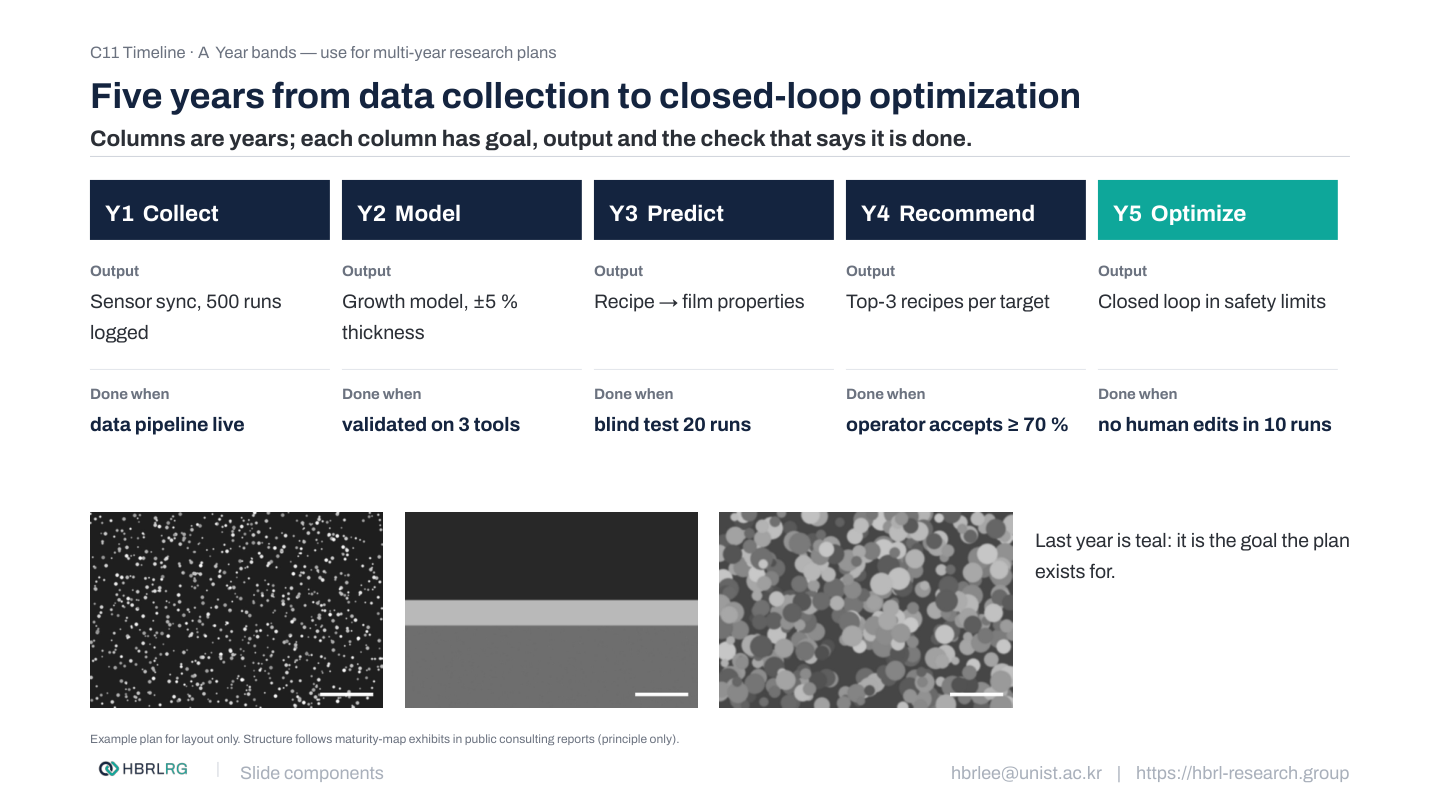 C11 Timeline · A Year bands — use for multi-year research plans
Five years from data collection to closed-loop optimization
Columns are years; each column has goal, output and the check that says it is done.
Y1 Collect
Y2 Model
Y3 Predict
Y4 Recommend
Y5 Optimize
Output
Output
Output
Output
Output
Sensor sync, 500 runs
logged
Growth model, ±5 %
thickness
Recipe → film properties
Top-3 recipes per target
Closed loop in safety limits
Done when
Done when
Done when
Done when
Done when
data pipeline live
validated on 3 tools
blind test 20 runs
operator accepts ≥ 70 %
no human edits in 10 runs
Last year is teal: it is the goal the plan
exists for.
Example plan for layout only. Structure follows maturity-map exhibits in public consulting reports (principle only).
HBRLRG
Slide components
hbrlee@unist.ac.kr | https://hbrl-research.group